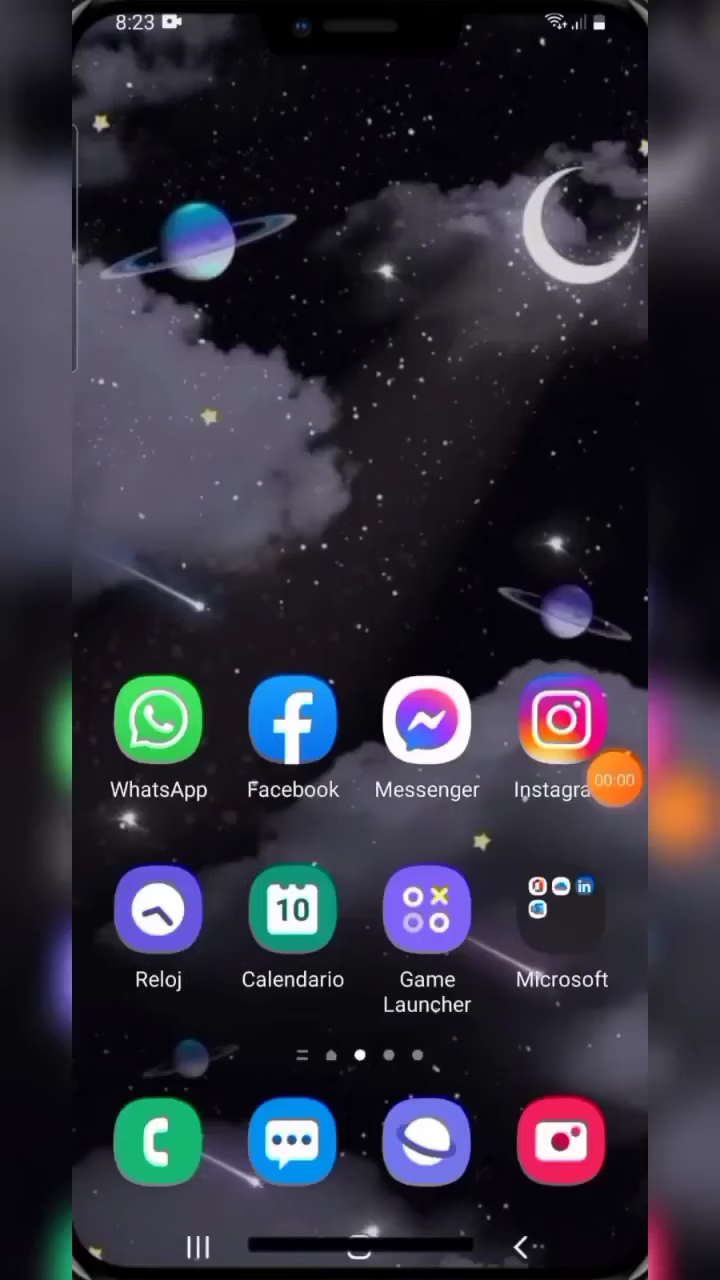 8:23
WhatsApp
Facebook
Messenger
Instagra
00:00
10
Reloj
Calendario
Game
Launcher
Microsoft